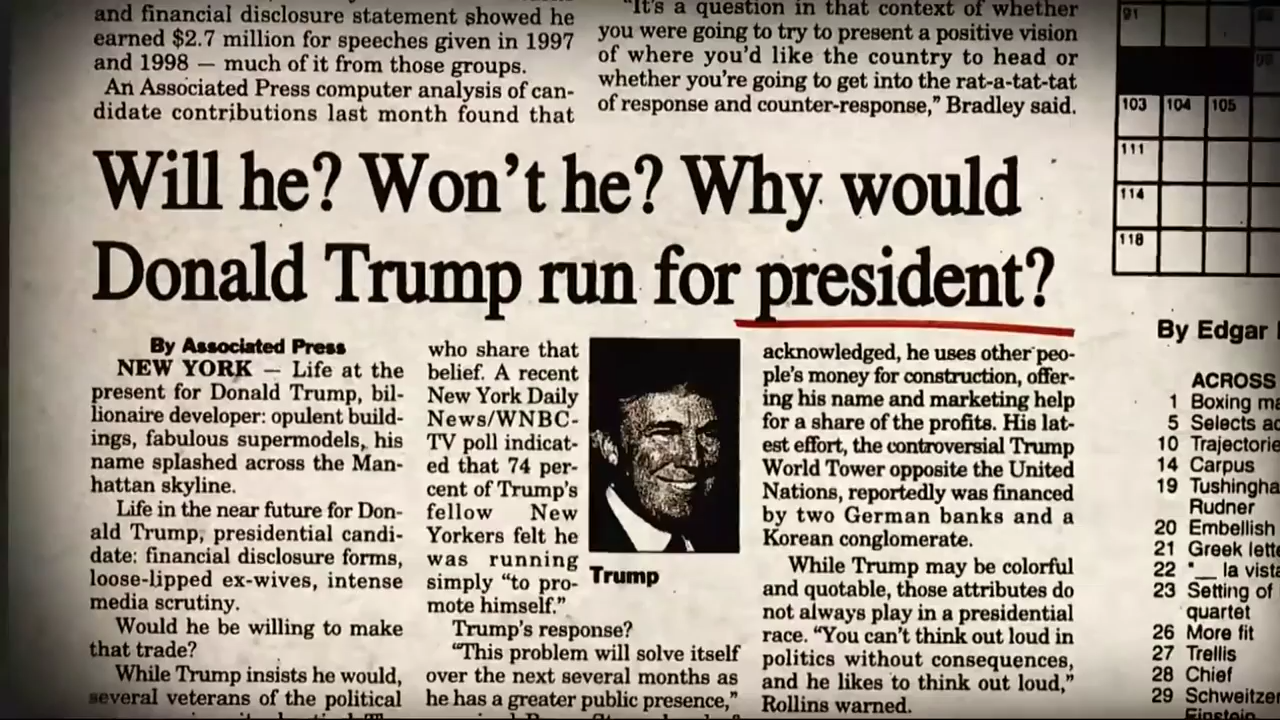 and financial disclosure statement showed he
earned $2.7 million for speeches given in 1997
and 1998 — much of it from those groups.
An Associated Press computer analysis of can-
didate contributions last month found that
"It's a question in that context of whether
you were going to try to present a positive vision
of where you'd like the country to head or
whether you're going to get into the rat-a-tat-tat
of response and counter-response," Bradley said.
91
103 104 105
111
114
118
Will he? Won't he? Why would
Donald Trump run for president?
By Associated Press
NEW YORK — Life at the
present for Donald Trump, bil-
lionaire developer: opulent build-
ings, fabulous supermodels, his
name splashed across the Man-
hattan skyline.
Life in the near future for Don-
ald Trump, presidential candi-
date: financial disclosure forms,
loose-lipped ex-wives, intense
media scrutiny.
Would he be willing to make
that trade?
While Trump insists he would,
several veterans of the political
who share that
belief. A recent
New York Daily
News/WNBC-
TV poll indicat-
ed that 74 per-
cent of Trump's
fellow New
Yorkers felt he
was running
simply "to pro-
mote himself."
Trump's response?
"This problem will solve itself
over the next several months as
he has a greater public presence,"
Trump
acknowledged, he uses other peo-
ple's money for construction, offer-
ing his name and marketing help
for a share of the profits. His lat-
est effort, the controversial Trump
World Tower opposite the United
Nations, reportedly was financed
by two German banks and a
Korean conglomerate.
While Trump may be colorful
and quotable, those attributes do
not always play in a presidential
race. "You can't think out loud in
politics without consequences,
and he likes to think out loud,"
Rollins warned.
By Edgar
ACROSS
1 Boxing
5 Selects
10 Trajectorie
14 Carpus
19 Tushingha
Rudner
20 Embellish
21 Greek
22 "__ la vista
23 Setting of
quartet
26 More fit
27 Trellis
28 Chief
29 Schweitze
Einstein